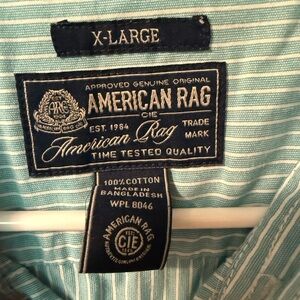 X-LARGE
APPROVED GENUINE ORIGINAL
AMERICAN RAG
CIE
EST. 1984
TRADE
MARK
American Rag
TIME TESTED QUALITY
100% COTTON
MADE IN
BANGLADESH
WPL 8846
AMERICAN RAG
CIE